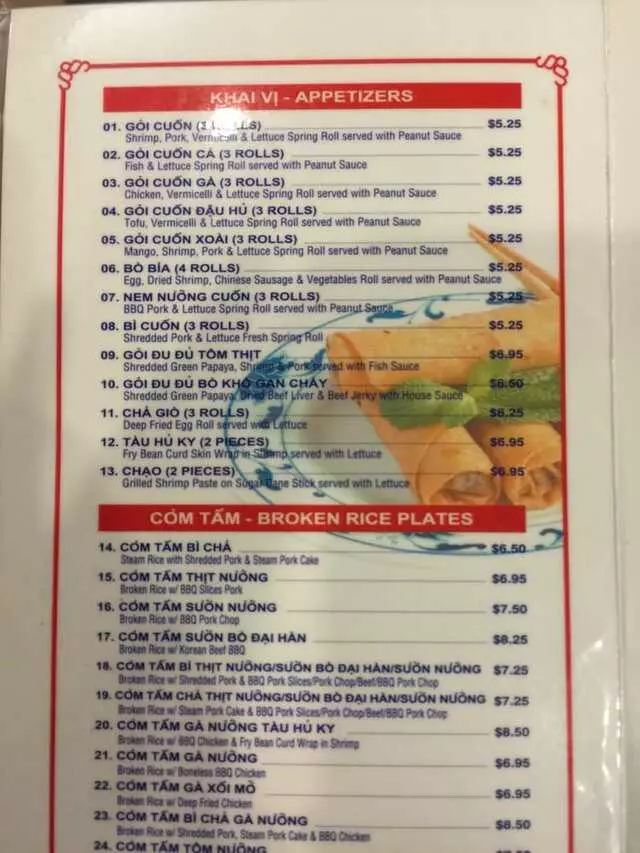 KHAI VỊ - APPETIZERS
01. GỎI CUỐN (3 ROLLS) $5.25
Shrimp, Pork, Vermicelli & Lettuce Spring Roll served with Peanut Sauce
02. GỎI CUỐN CÁ (3 ROLLS) $5.25
Fish & Lettuce Spring Roll served with Peanut Sauce
03. GỎI CUỐN GÀ (3 ROLLS) $5.25
Chicken, Vermicelli & Lettuce Spring Roll served with Peanut Sauce
04. GỎI CUỐN ĐẬU HỦ (3 ROLLS) $5.25
Tofu, Vermicelli & Lettuce Spring Roll served with Peanut Sauce
05. GỎI CUỐN XOÀI (3 ROLLS) $5.25
Mango, Shrimp, Pork & Lettuce Spring Roll served with Peanut Sauce
06. BÒ BÍA (4 ROLLS) $5.25
Egg, Dried Shrimp, Chinese Sausage & Vegetables Roll served with Peanut Sauce
07. NEM NƯỚNG CUỐN (3 ROLLS) $5.25
BBQ Pork & Lettuce Spring Roll served with Peanut Sauce
08. BÌ CUỐN (3 ROLLS) $5.25
Shredded Pork & Lettuce Fresh Spring Roll
09. GỎI ĐU ĐỦ TÔM THỊT $6.95
Shredded Green Papaya, Shrimp & Pork served with Fish Sauce
10. GỎI ĐU ĐỦ BÒ KHÔ GAN CHÁY $6.50
Shredded Green Papaya, Dried Beef Liver & Beef Jerky with House Sauce
11. CHẢ GIÒ (3 ROLLS) $6.25
Deep Fried Egg Roll served with Lettuce
12. TÀU HỦ KY (2 PIECES) $6.95
Fry Bean Curd Skin Wrap in Shrimp served with Lettuce
13. CHẠO (2 PIECES) $6.95
Grilled Shrimp Paste on Sugar Cane Stick served with Lettuce
CƠM TẤM - BROKEN RICE PLATES
14. CƠM TẤM BÌ CHẢ $6.50
Steam Rice with Shredded Pork & Steam Pork Cake
15. CƠM TẤM THỊT NƯỚNG $6.95
Broken Rice w/ BBQ Slices Pork
16. CƠM TẤM SƯỜN NƯỚNG $7.50
Broken Rice w/ BBQ Pork Chop
17. CƠM TẤM SƯỜN BÒ ĐẠI HÀN $8.25
Broken Rice w/ Korean Beef BBQ
18. CƠM TẤM BÌ THỊT NƯỚNG/SƯỜN BÒ ĐẠI HÀN/SƯỜN NƯỚNG $7.25
Broken Rice w/ Shredded Pork & BBQ Pork Slices/Pork Chop/Beef/BBQ Pork Chop
19. CƠM TẤM CHẢ THỊT NƯỚNG/SƯỜN BÒ ĐẠI HÀN/SƯỜN NƯỚNG $7.25
Broken Rice w/ Steam Pork Cake & BBQ Pork Slices/Pork Chop/Beef/BBQ Pork Chop
20. CƠM TẤM GÀ NƯỚNG TÀU HỦ KY $8.50
Broken Rice w/ BBQ Chicken & Fry Bean Curd Wrap in Shrimp
21. CƠM TẤM GÀ NƯỚNG $6.95
Broken Rice w/ Boneless BBQ Chicken
22. CƠM TẤM GÀ XỐI MỠ $6.95
Broken Rice w/ Deep Fried Chicken
23. CƠM TẤM BÌ CHẢ GÀ NƯỚNG $8.50
Broken Rice w/ Shredded Pork, Steam Pork Cake & BBQ Chicken
24. CƠM TẤM TÔM NƯỚNG